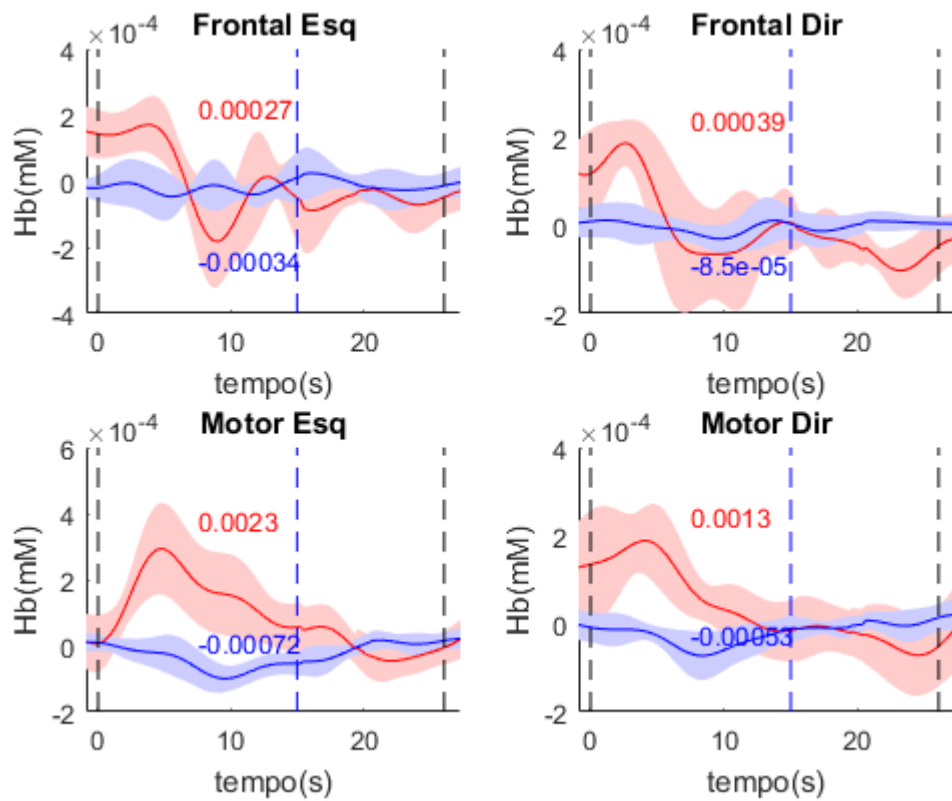 Frontal Esq
× 10⁻⁴
4
2
0
-2
-4
Hb(mM)
0.00027
-0.00034
0 10 20
tempo(s)
Frontal Dir
× 10⁻⁴
4
2
0
-2
Hb(mM)
0.00039
-8.5e-05
0 10 20
tempo(s)
Motor Esq
× 10⁻⁴
6
4
2
0
-2
Hb(mM)
0.0023
-0.00072
0 10 20
tempo(s)
Motor Dir
× 10⁻⁴
4
2
0
-2
Hb(mM)
0.0013
-0.00053
0 10 20
tempo(s)